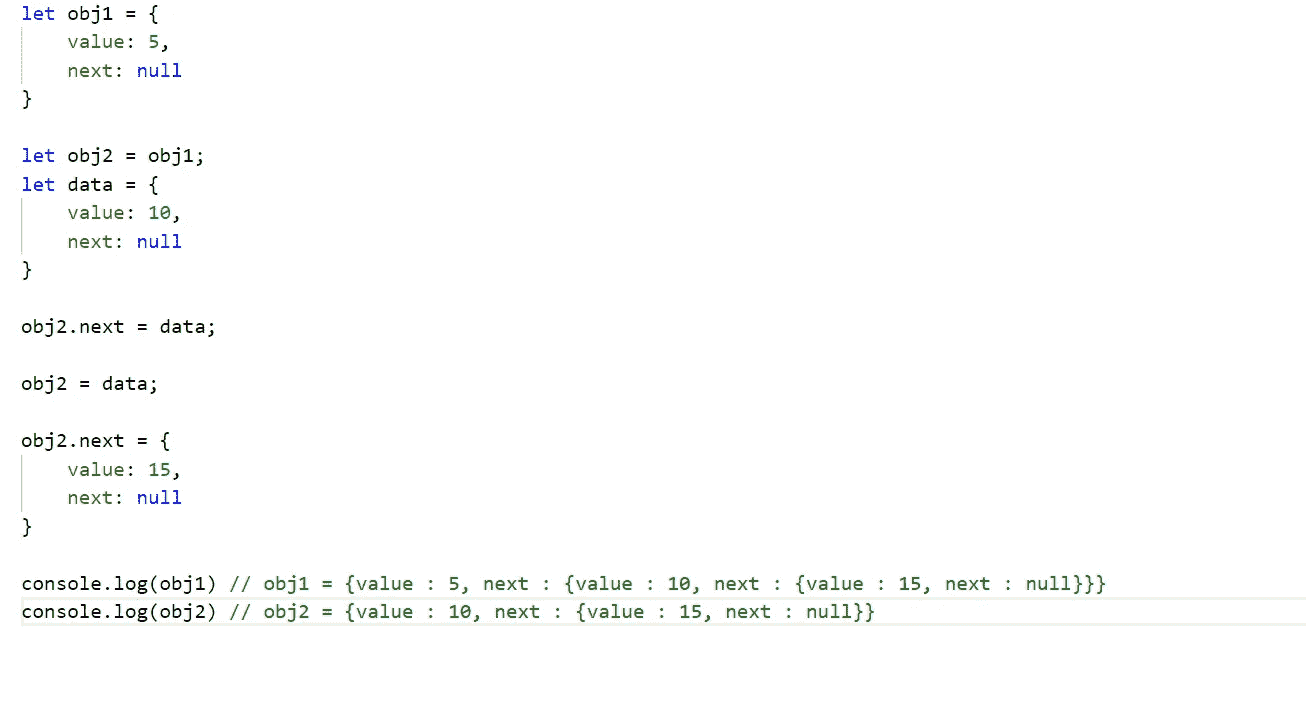 let obj1 = {
    value: 5,
    next: null
}
let obj2 = obj1;
let data = {
    value: 10,
    next: null
}
obj2.next = data;
obj2 = data;
obj2.next = {
    value: 15,
    next: null
}
console.log(obj1) // obj1 = {value : 5, next : {value : 10, next : {value : 15, next : null}}}
console.log(obj2) // obj2 = {value : 10, next : {value : 15, next : null}}